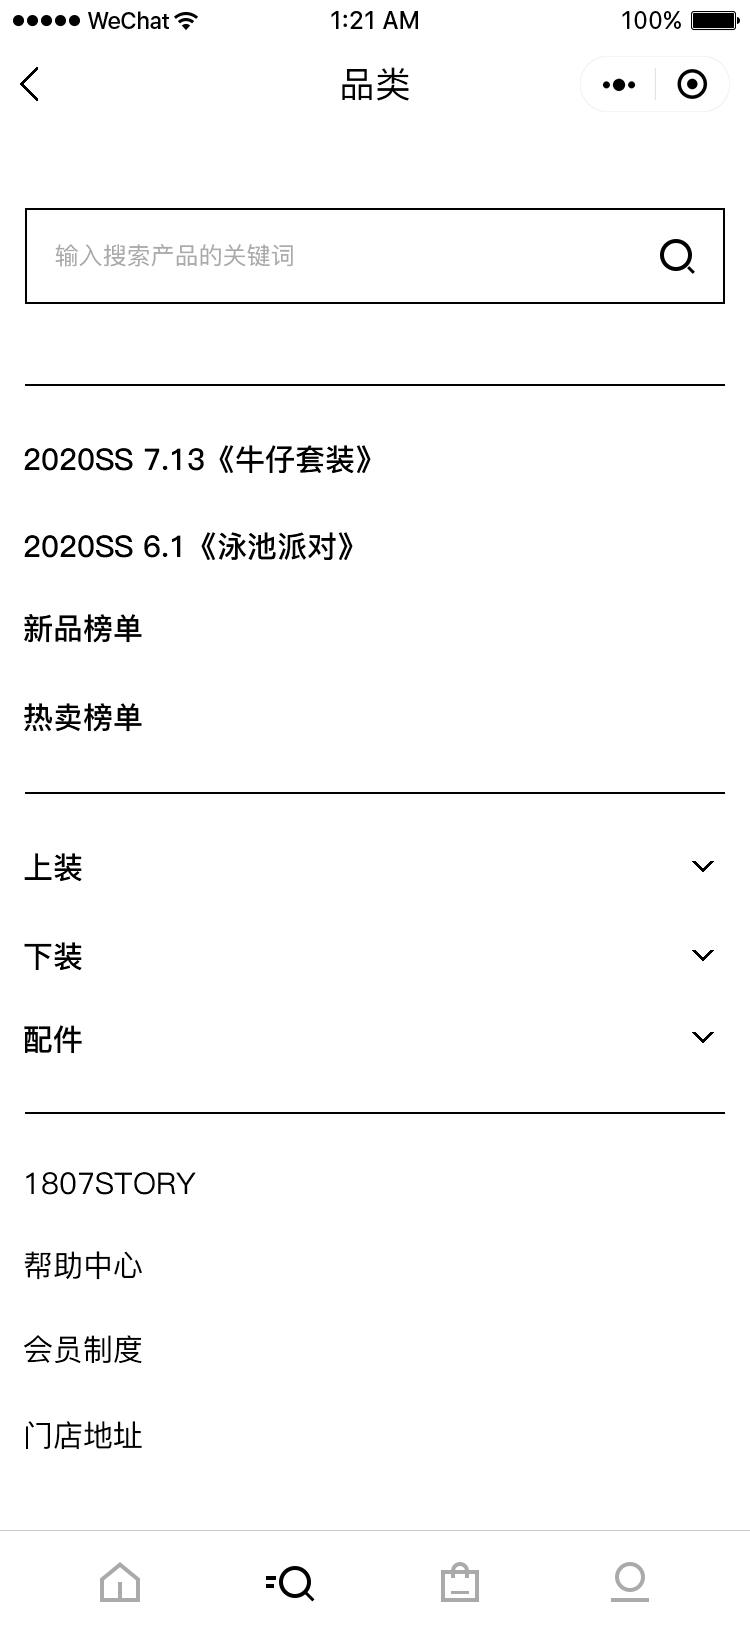 WeChat 1:21 AM 100%
品类
输入搜索产品的关键词
2020SS 7.13《牛仔套装》
2020SS 6.1《泳池派对》
新品榜单
热卖榜单
上装
下装
配件
1807STORY
帮助中心
会员制度
门店地址